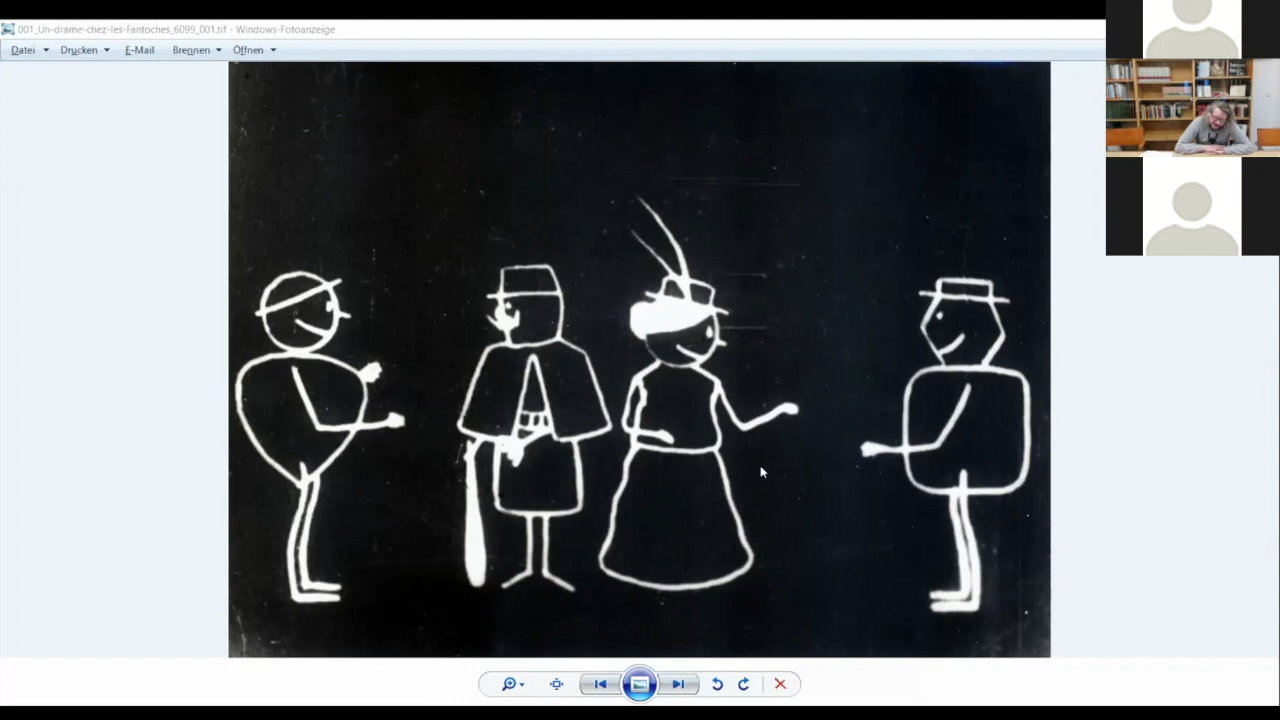 001_Un-drame-chez-les-Fantoches_6099_001.tif - Windows-Fotoanzeige
Datei Drucken E-Mail Brennen Öffnen